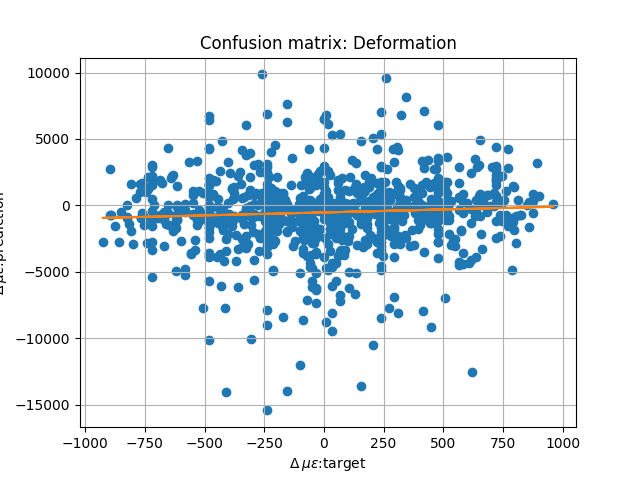 Confusion matrix: Deformation
10000
5000
0
−5000
−10000
−15000
−1000 −750 −500 −250 0 250 500 750 1000
Δ με:target
Δ με:prediction